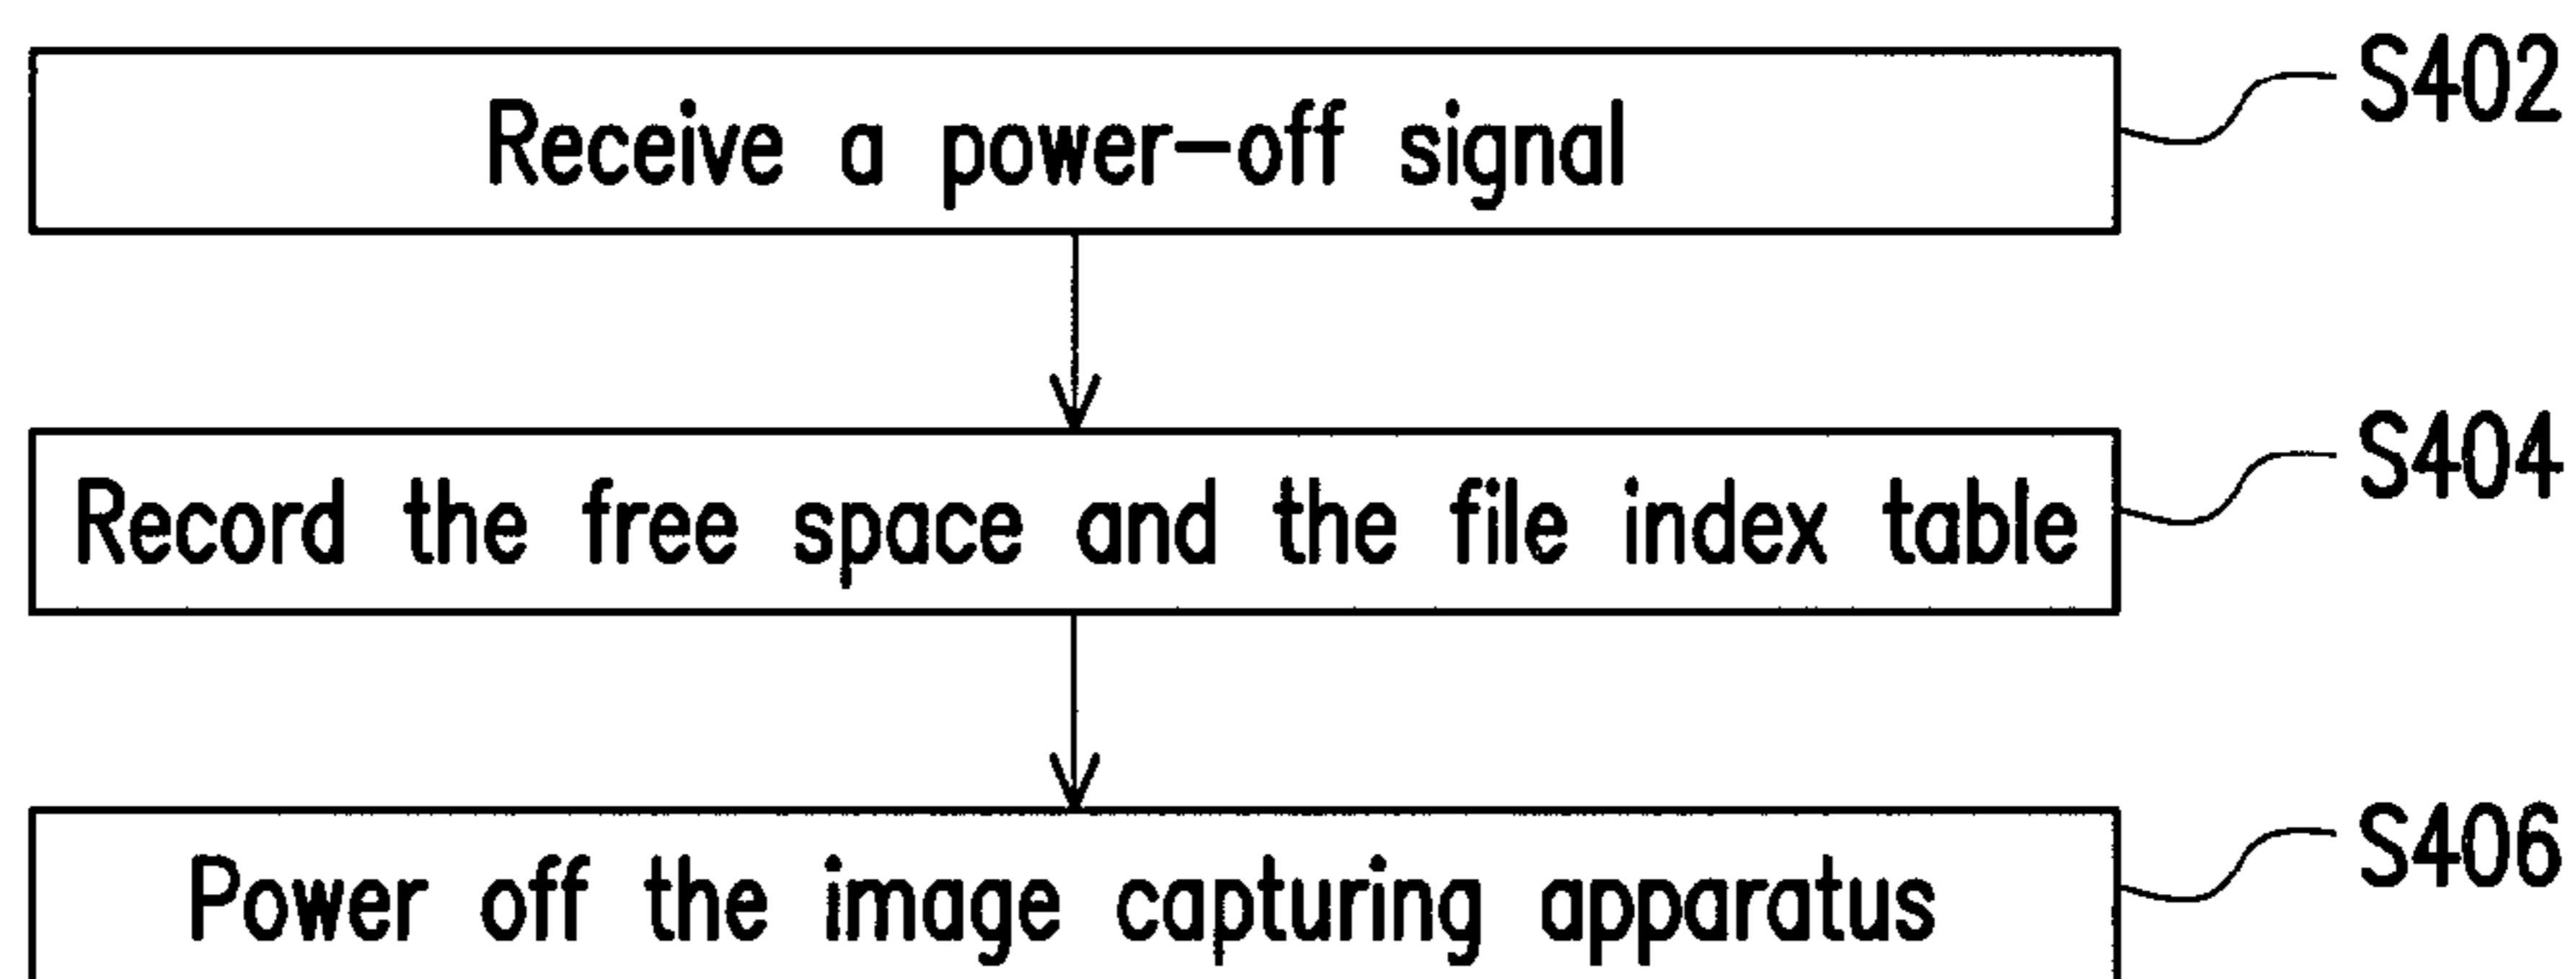 Receive a power-off signal
S402
Record the free space and the file index table
S404
Power off the image capturing apparatus
S406